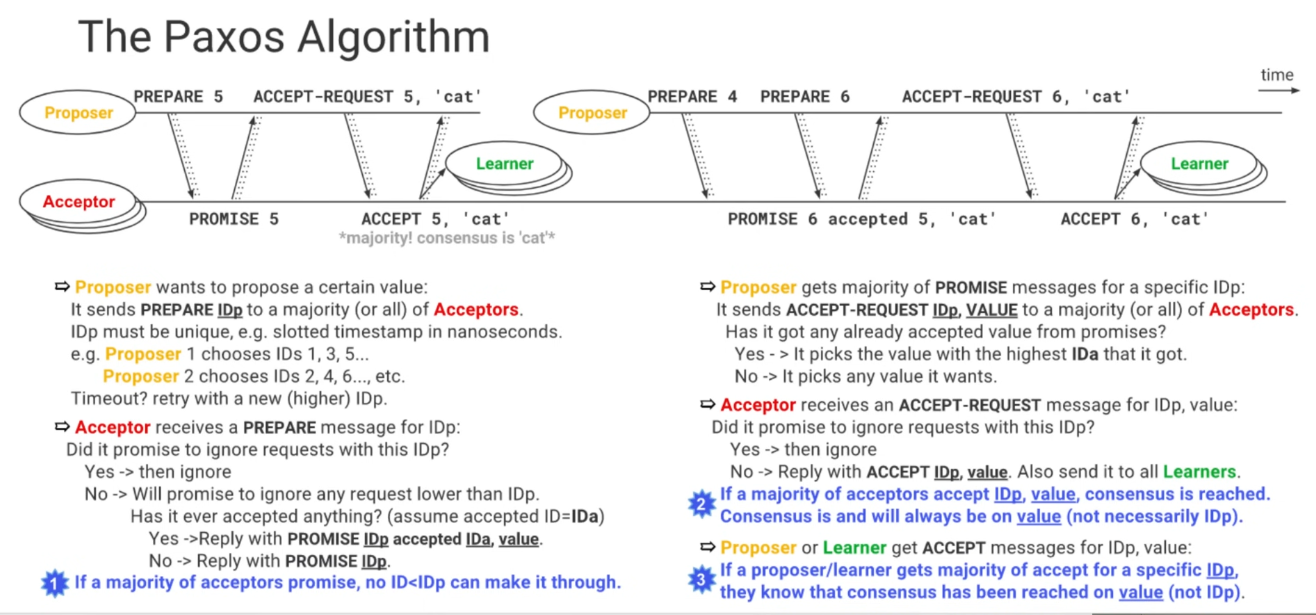 The Paxos Algorithm
time
PREPARE 5 ACCEPT-REQUEST 5, 'cat' PREPARE 4 PREPARE 6 ACCEPT-REQUEST 6, 'cat'
Proposer Proposer
Learner Learner
Acceptor
PROMISE 5 ACCEPT 5, 'cat' PROMISE 6 accepted 5, 'cat' ACCEPT 6, 'cat'
*majority! consensus is 'cat'*
⇨ Proposer wants to propose a certain value:
It sends PREPARE IDp to a majority (or all) of Acceptors.
IDp must be unique, e.g. slotted timestamp in nanoseconds.
e.g. Proposer 1 chooses IDs 1, 3, 5...
Proposer 2 chooses IDs 2, 4, 6..., etc.
Timeout? retry with a new (higher) IDp.
⇨ Acceptor receives a PREPARE message for IDp:
Did it promise to ignore requests with this IDp?
Yes -> then ignore
No -> Will promise to ignore any request lower than IDp.
Has it ever accepted anything? (assume accepted ID=IDa)
Yes ->Reply with PROMISE IDp accepted IDa, value.
No -> Reply with PROMISE IDp.
1 If a majority of acceptors promise, no ID<IDp can make it through.
⇨ Proposer gets majority of PROMISE messages for a specific IDp:
It sends ACCEPT-REQUEST IDp, VALUE to a majority (or all) of Acceptors.
Has it got any already accepted value from promises?
Yes - > It picks the value with the highest IDa that it got.
No -> It picks any value it wants.
⇨ Acceptor receives an ACCEPT-REQUEST message for IDp, value:
Did it promise to ignore requests with this IDp?
Yes -> then ignore
No -> Reply with ACCEPT IDp, value. Also send it to all Learners.
2 If a majority of acceptors accept IDp, value, consensus is reached.
Consensus is and will always be on value (not necessarily IDp).
⇨ Proposer or Learner get ACCEPT messages for IDp, value:
3 If a proposer/learner gets majority of accept for a specific IDp,
they know that consensus has been reached on value (not IDp).